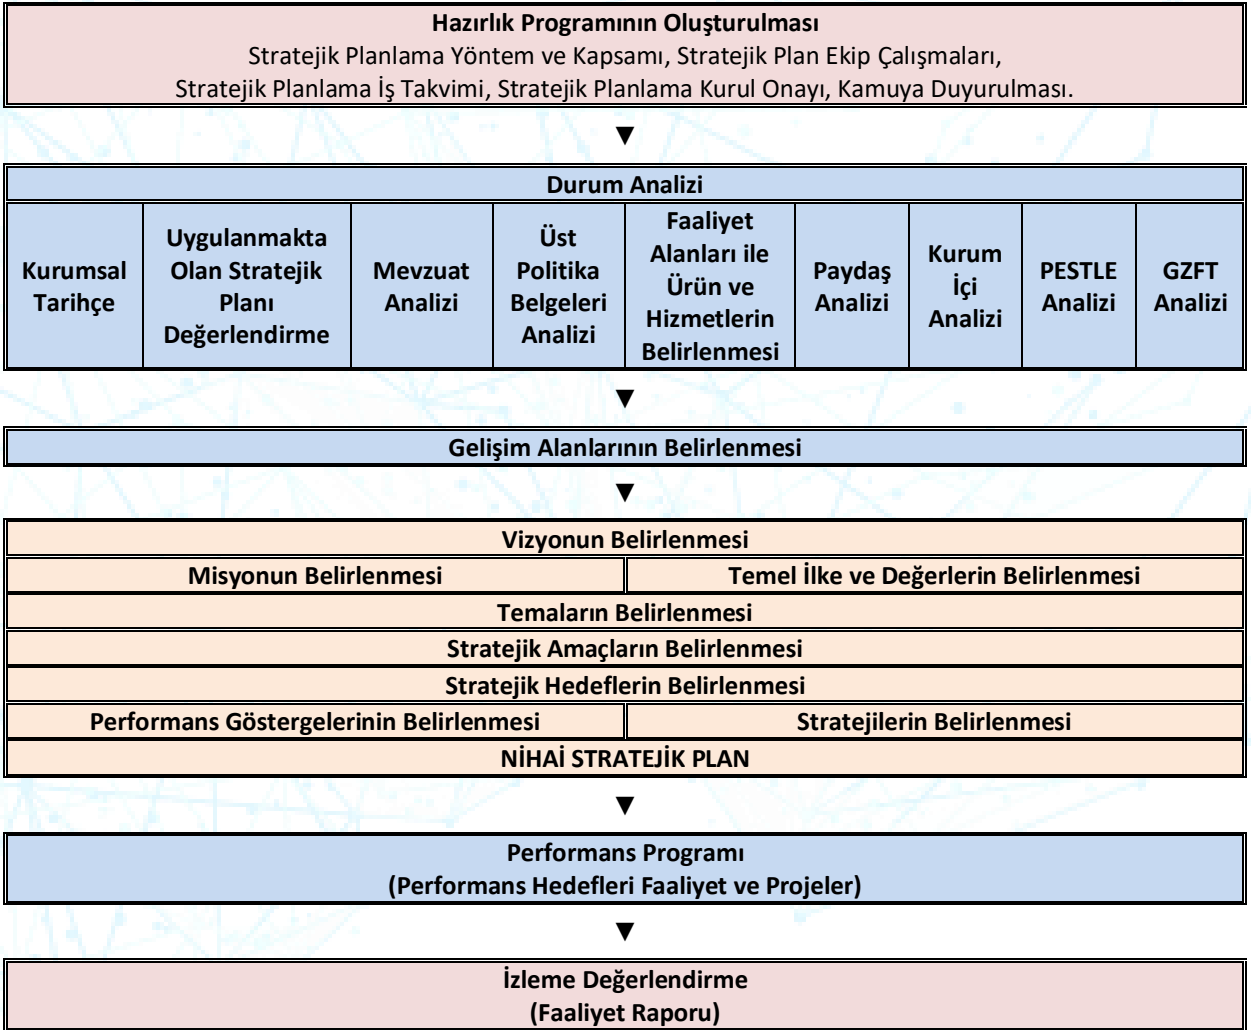 Hazırlık Programının Oluşturulması
Stratejik Planlama Yöntem ve Kapsamı, Stratejik Plan Ekip Çalışmaları,
Stratejik Planlama İş Takvimi, Stratejik Planlama Kurul Onayı, Kamuya Duyurulması.
▼
Durum Analizi
Kurumsal
Tarihçe
Uygulanmakta
Olan Stratejik
Planı
Değerlendirme
Mevzuat
Analizi
Üst
Politika
Belgeleri
Analizi
Faaliyet
Alanları ile
Ürün ve
Hizmetlerin
Belirlenmesi
Paydaş
Analizi
Kurum
İçi
Analizi
PESTLE
Analizi
GZFT
Analizi
▼
Gelişim Alanlarının Belirlenmesi
▼
Vizyonun Belirlenmesi
Misyonun Belirlenmesi
Temel İlke ve Değerlerin Belirlenmesi
Temaların Belirlenmesi
Stratejik Amaçların Belirlenmesi
Stratejik Hedeflerin Belirlenmesi
Performans Göstergelerinin Belirlenmesi
Stratejilerin Belirlenmesi
NİHAİ STRATEJİK PLAN
▼
Performans Programı
(Performans Hedefleri Faaliyet ve Projeler)
▼
İzleme Değerlendirme
(Faaliyet Raporu)